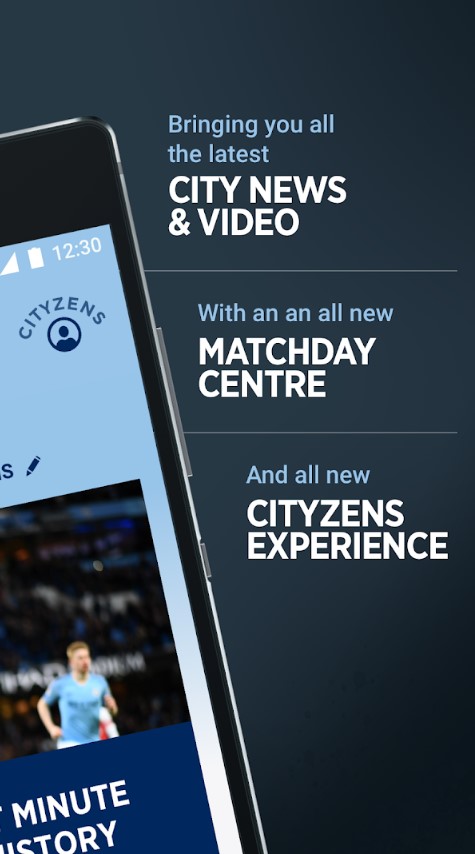 Bringing you all
the latest
CITY NEWS
& VIDEO
12:30
CITYZENS
With an an all new
MATCHDAY
CENTRE
And all new
CITYZENS
EXPERIENCE
MINUTE